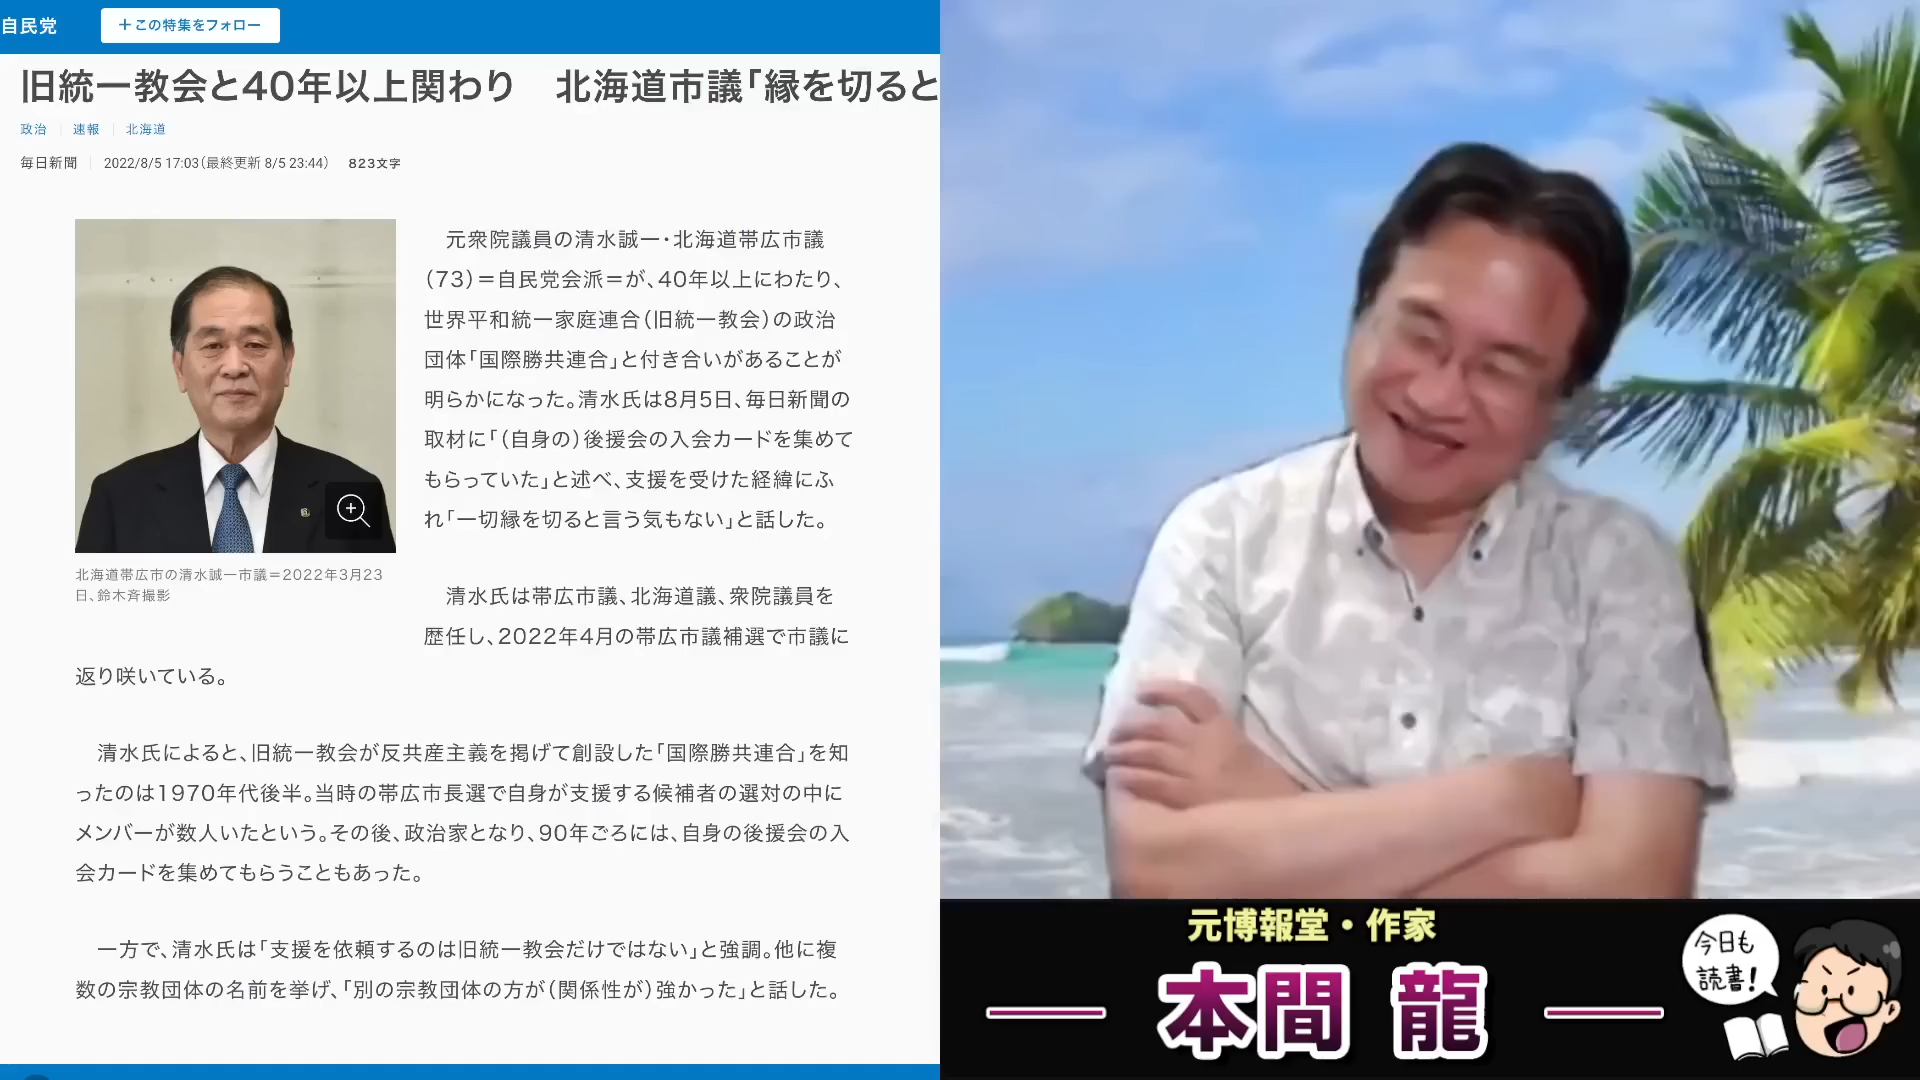 自民党
＋この特集をフォロー
旧統一教会と40年以上関わり　北海道市議「縁を切ると
政治
速報
北海道
毎日新聞
2022/8/5 17:03（最終更新 8/5 23:44）
823文字
元衆院議員の清水誠一・北海道帯広市議
（73）＝自民党会派＝が、40年以上にわたり、
世界平和統一家庭連合（旧統一教会）の政治
団体「国際勝共連合」と付き合いがあることが
明らかになった。清水氏は8月5日、毎日新聞の
取材に「（自身の）後援会の入会カードを集めて
もらっていた」と述べ、支援を受けた経緯にふ
れ「一切縁を切ると言う気もない」と話した。
北海道帯広市の清水誠一市議＝2022年3月23
日、鈴木斉撮影
清水氏は帯広市議、北海道議、衆院議員を
歴任し、2022年4月の帯広市議補選で市議に
返り咲いている。
清水氏によると、旧統一教会が反共産主義を掲げて創設した「国際勝共連合」を知
ったのは1970年代後半。当時の帯広市長選で自身が支援する候補者の選対の中に
メンバーが数人いたという。その後、政治家となり、90年ごろには、自身の後援会の入
会カードを集めてもらうこともあった。
一方で、清水氏は「支援を依頼するのは旧統一教会だけではない」と強調。他に複
数の宗教団体の名前を挙げ、「別の宗教団体の方が（関係性が）強かった」と話した。
元博報堂・作家
本間 龍
今日も
読書!